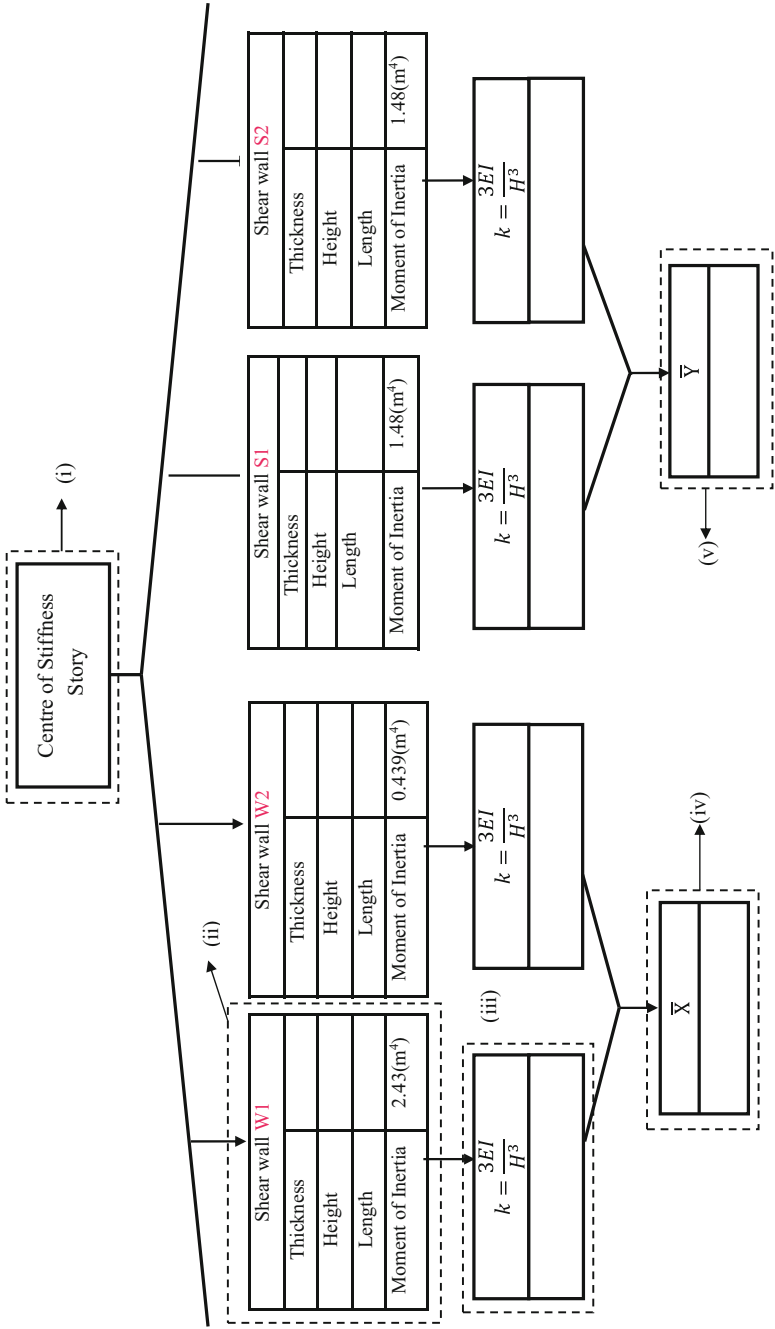 Centre of Stiffness
Story
(i)
(ii)
Shear wall W1
Thickness
Height
Length
Moment of Inertia 2.43(m⁴)
Shear wall W2
Thickness
Height
Length
Moment of Inertia 0.439(m⁴)
Shear wall S1
Thickness
Height
Length
Moment of Inertia 1.48(m⁴)
Shear wall S2
Thickness
Height
Length
Moment of Inertia 1.48(m⁴)
k = 3EI/H³
(iii)
k = 3EI/H³
k = 3EI/H³
k = 3EI/H³
X̅
(iv)
Y̅
(v)